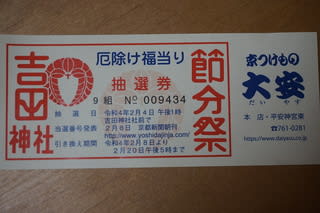 吉田神社
厄除け福当り
抽選券
9組 No 009434
抽選日 令和4年2月4日 午後1時
吉田神社社前で
当選番号発表 2月8日 京都新聞朝刊
http://www.yoshidajinja.com/
引き換え期間 令和4年2月8日より
2月20日午後5時まで
節分祭
京つけもの
大安
だいやす
本店・平安神宮東
☎761-0281
https://www.daiyasu.co.jp